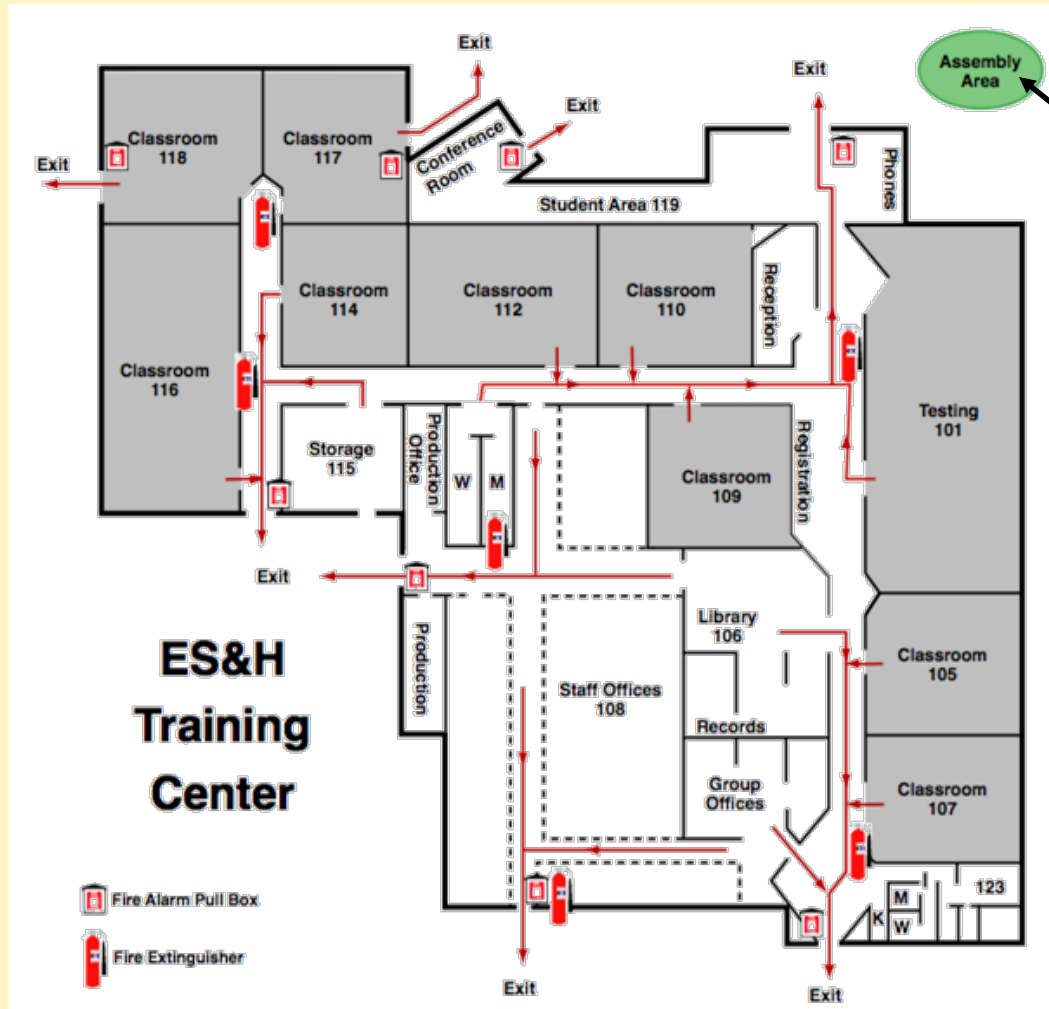 Exit
Exit
Exit
Assembly
Area
Classroom
118
Classroom
117
Conference
Room
Phones
Exit
Student Area 119
Classroom
114
Classroom
112
Classroom
110
Reception
Classroom
116
Testing
101
Storage
115
Production
Office
W
M
Classroom
109
Registration
Exit
Library
106
Production
ES&H
Training
Center
Staff Offices
108
Classroom
105
Records
Group
Offices
Classroom
107
Fire Alarm Pull Box
Fire Extinguisher
M
W
K
123
Exit
Exit